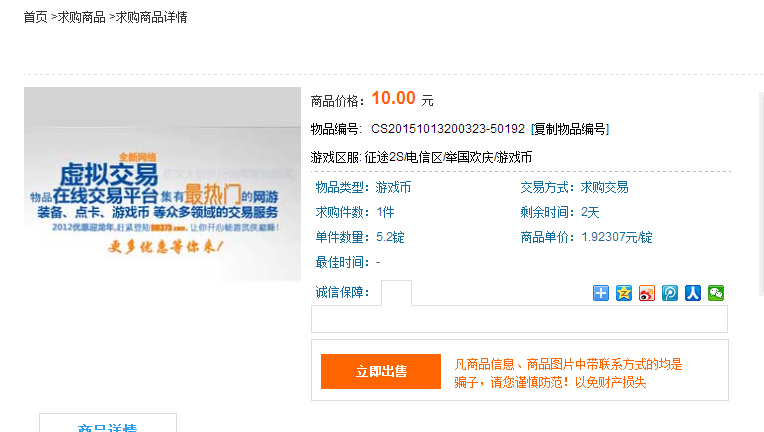 首页 >求购商品 >求购商品详情
商品价格：10.00 元
物品编号: CS20151013200323-50192 [复制物品编号]
游戏区服: 征途2S/电信区/举国欢庆/游戏币
物品类型：游戏币 交易方式：求购交易
求购件数：1件 剩余时间：2天
单件数量：5.2锭 商品单价：1.92307元/锭
最佳时间：-
诚信保障：
立即出售
凡商品信息、商品图片中带联系方式的均是
骗子，请您谨慎防范！以免财产损失
商品详情
全新网络
虚拟交易
物品在线交易平台 集有最热门的网游
装备、点卡、游戏币 等众多领域的交易服务
2012优惠迎龙年,赶紧登陆00373.com, 让你开心畅游武侠巅峰!
更多优惠等你来!